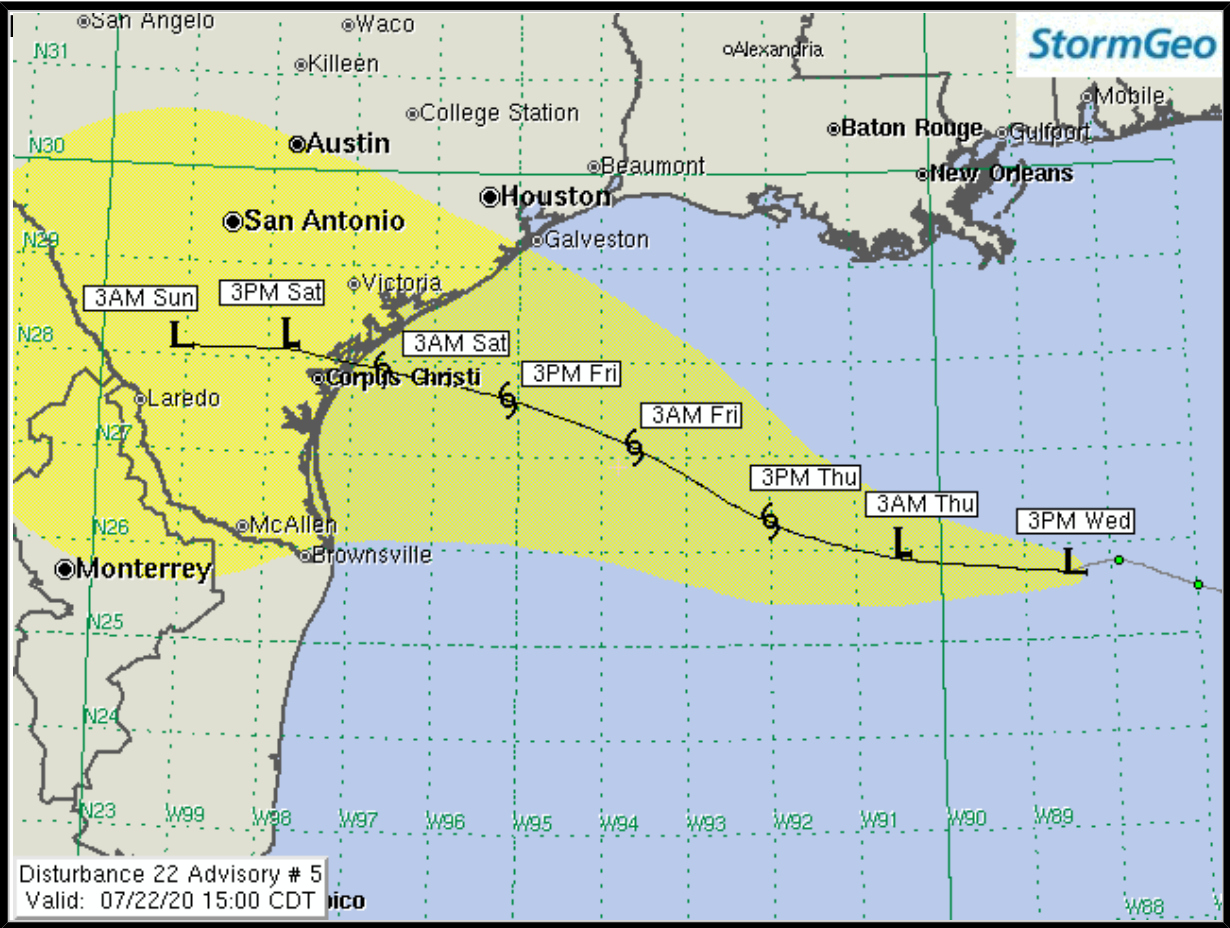 San Angelo
Waco
StormGeo
N31
Alexandria
Killeen
Mobile
College Station
Baton Rouge
Gulfport
N30
Austin
Beaumont
New Orleans
Houston
San Antonio
N29
Galveston
Victoria
3AM Sun
3PM Sat
N28
3AM Sat
Corpus Christi
3PM Fri
Laredo
3AM Fri
N27
3PM Thu
3AM Thu
N26
McAllen
3PM Wed
Brownsville
Monterrey
N25
N24
N23
W99
W98
W97
W96
W95
W94
W93
W92
W91
W90
W89
Disturbance 22 Advisory # 5
Valid: 07/22/20 15:00 CDT
pico
W88